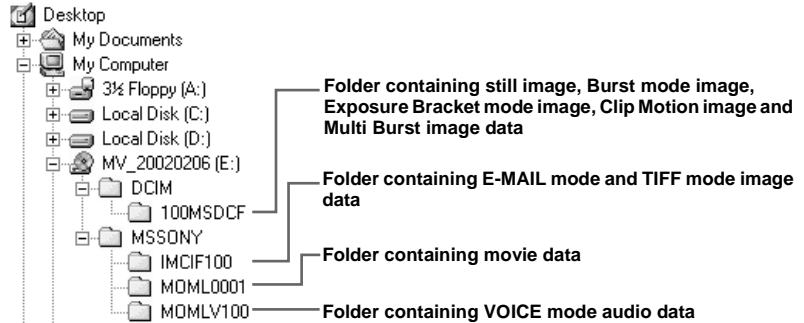 Desktop
My Documents
My Computer
3½ Floppy (A:)
Local Disk (C:)
Local Disk (D:)
MV_20020206 (E:)
DCIM
100MSDCF
MSSONY
IMCIF100
MOML0001
MOMLV100
Folder containing still image, Burst mode image,
Exposure Bracket mode image, Clip Motion image and
Multi Burst image data
Folder containing E-MAIL mode and TIFF mode image
data
Folder containing movie data
Folder containing VOICE mode audio data